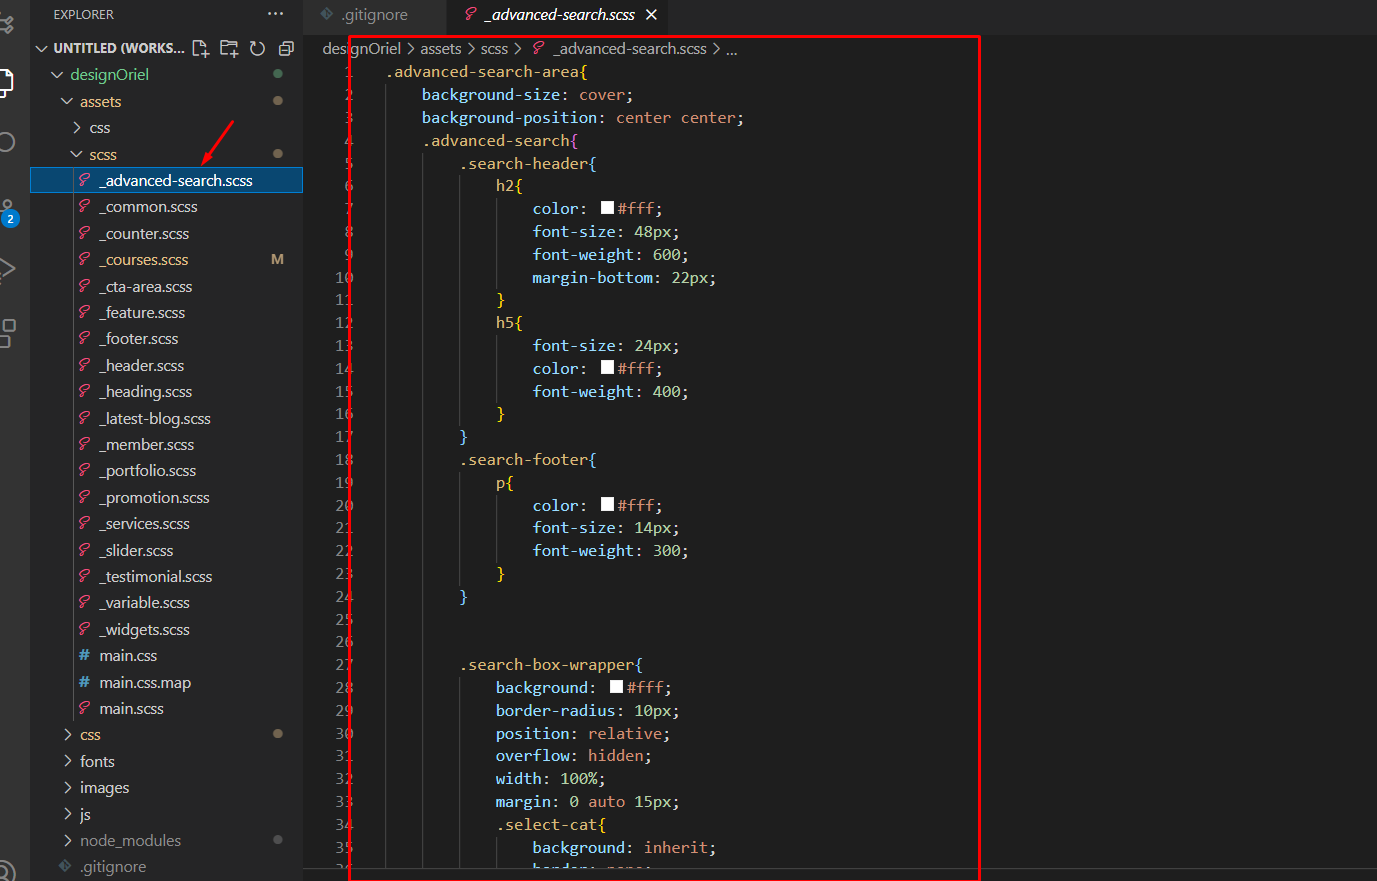 EXPLORER
UNTITLED (WORKS...
designOriel
assets
css
scss
_advanced-search.scss
_common.scss
_counter.scss
_courses.scss M
_cta-area.scss
_feature.scss
_footer.scss
_header.scss
_heading.scss
_latest-blog.scss
_member.scss
_portfolio.scss
_promotion.scss
_services.scss
_slider.scss
_testimonial.scss
_variable.scss
_widgets.scss
# main.css
# main.css.map
main.scss
css
fonts
images
js
node_modules
.gitignore
2
.gitignore _advanced-search.scss
designOriel > assets > scss > _advanced-search.scss > ...
1 .advanced-search-area{
2 background-size: cover;
3 background-position: center center;
4 .advanced-search{
5 .search-header{
6 h2{
7 color: #fff;
8 font-size: 48px;
9 font-weight: 600;
10 margin-bottom: 22px;
11 }
12 h5{
13 font-size: 24px;
14 color: #fff;
15 font-weight: 400;
16 }
17 }
18 .search-footer{
19 p{
20 color: #fff;
21 font-size: 14px;
22 font-weight: 300;
23 }
24 }
25
26
27 .search-box-wrapper{
28 background: #fff;
29 border-radius: 10px;
30 position: relative;
31 overflow: hidden;
32 width: 100%;
33 margin: 0 auto 15px;
34 .select-cat{
35 background: inherit;